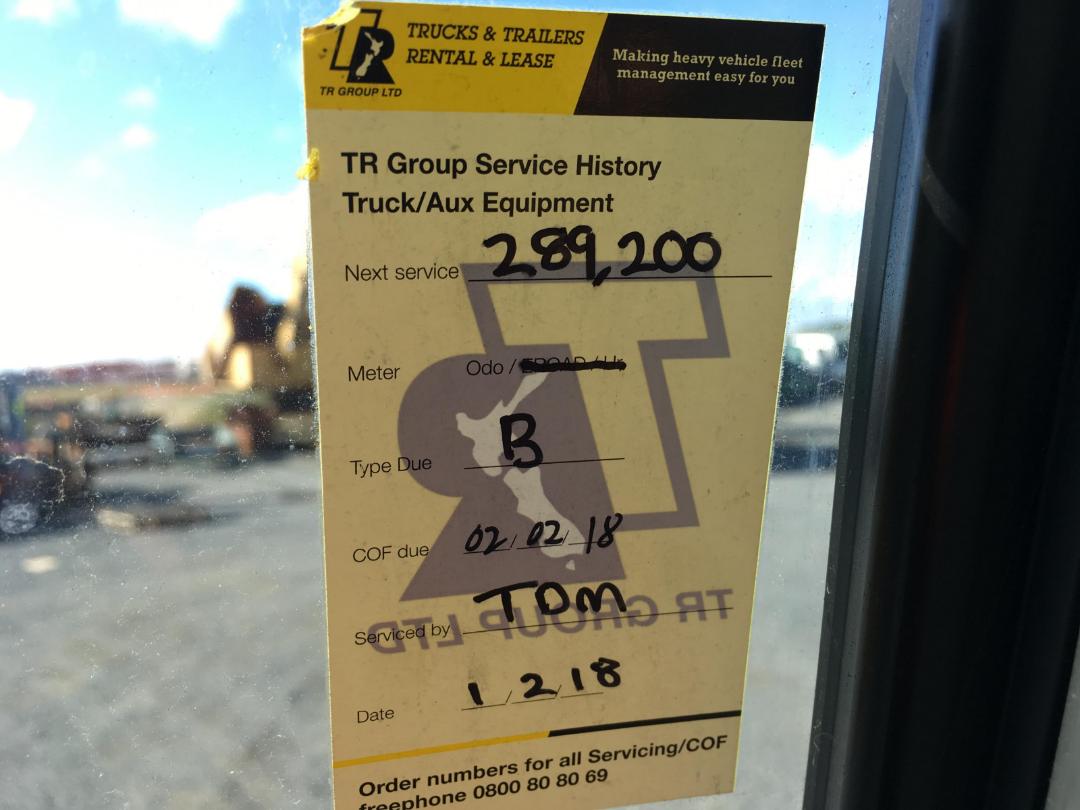 TR
TRUCKS & TRAILERS
RENTAL & LEASE
TR GROUP LTD
Making heavy vehicle fleet
management easy for you
TR Group Service History
Truck/Aux Equipment
Next service 289,200
Meter Odo / EROAD / Hr
Type Due B
COF due 02/02/18
TR GROUP LTD
Serviced by TOM
Date 1/2/18
Order numbers for all Servicing/COF
freephone 0800 80 80 69